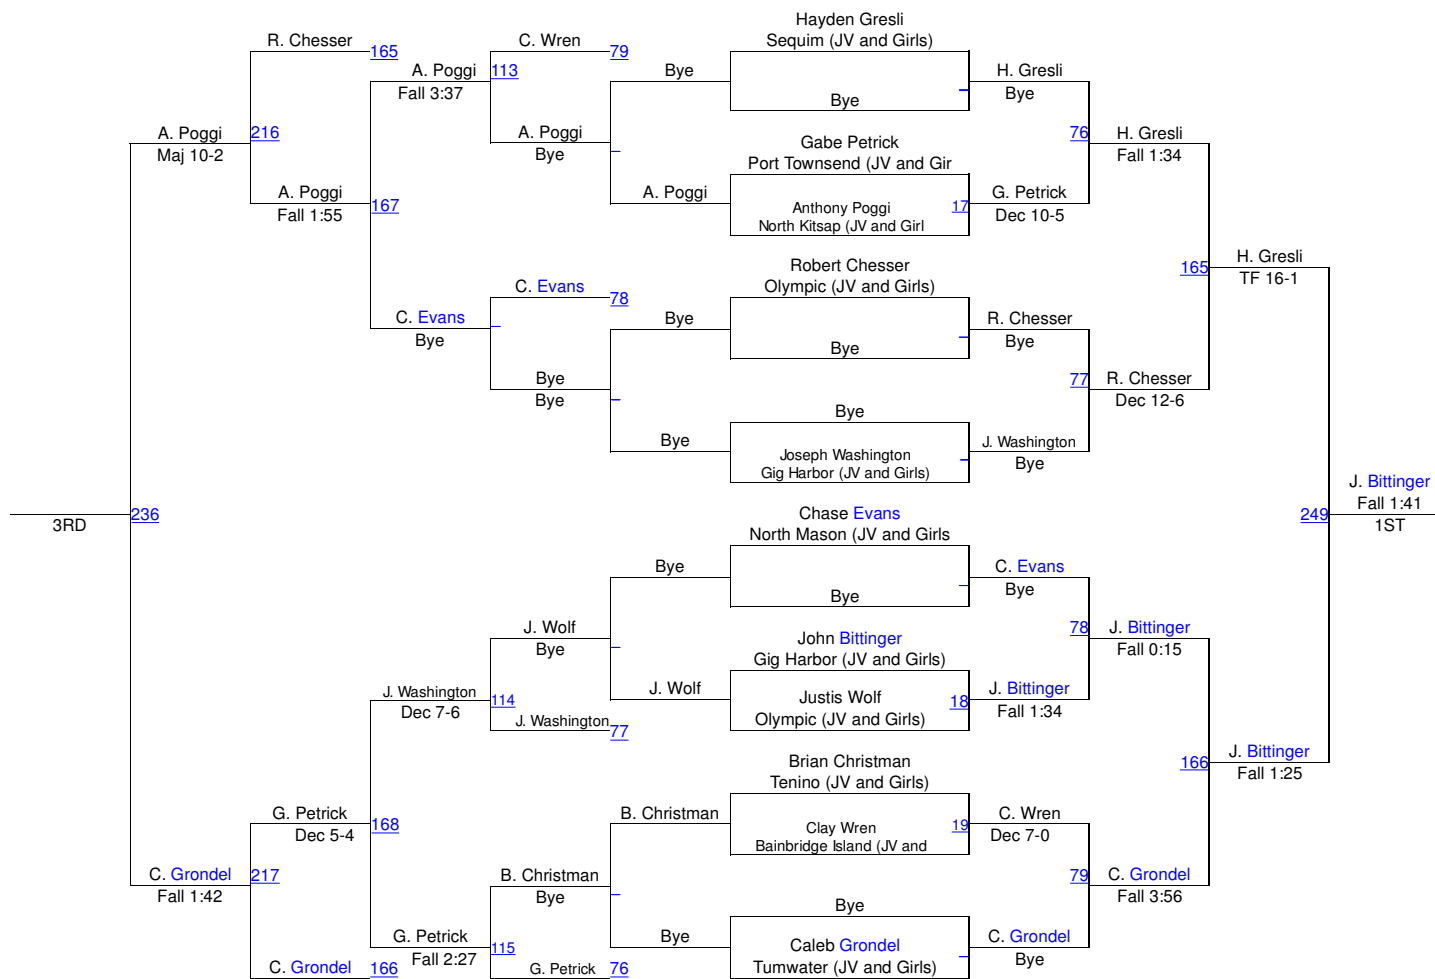 Hayden Gresli
R. Chesser
C. Wren
Sequim (JV and Girls)
165
79
A. Poggi
113
Bye
H. Gresli
Fall 3:37
Bye
Bye
A. Poggi
216
A. Poggi
Gabe Petrick
76
H. Gresli
Maj 10-2
Bye
Port Townsend (JV and Gir
Fall 1:34
A. Poggi
A. Poggi
G. Petrick
Fall 1:55
167
Anthony Poggi
17
Dec 10-5
North Kitsap (JV and Girl
Robert Chesser
H. Gresli
165
C. Evans
Olympic (JV and Girls)
TF 16-1
78
C. Evans
Bye
R. Chesser
Bye
Bye
Bye
Bye
77
R. Chesser
Bye
Dec 12-6
Bye
Bye
J. Washington
Joseph Washington
Bye
Gig Harbor (JV and Girls)
J. Bittinger
Fall 1:41
236
Chase Evans
249
3RD
1ST
North Mason (JV and Girls
Bye
C. Evans
Bye
Bye
J. Wolf
John Bittinger
78
J. Bittinger
Bye
Gig Harbor (JV and Girls)
Fall 0:15
J. Washington
114
J. Wolf
Justis Wolf
18
J. Bittinger
Dec 7-6
Olympic (JV and Girls)
Fall 1:34
J. Washington
77
Brian Christman
J. Bittinger
166
Tenino (JV and Girls)
Fall 1:25
G. Petrick
B. Christman
C. Wren
Dec 5-4
168
Clay Wren
19
Dec 7-0
Bainbridge Island (JV and
C. Grondel
217
B. Christman
79
C. Grondel
Fall 1:42
Bye
Fall 3:56
Bye
G. Petrick
115
Bye
Caleb Grondel
C. Grondel
Fall 2:27
Bye
C. Grondel
166
G. Petrick
76
Tumwater (JV and Girls)